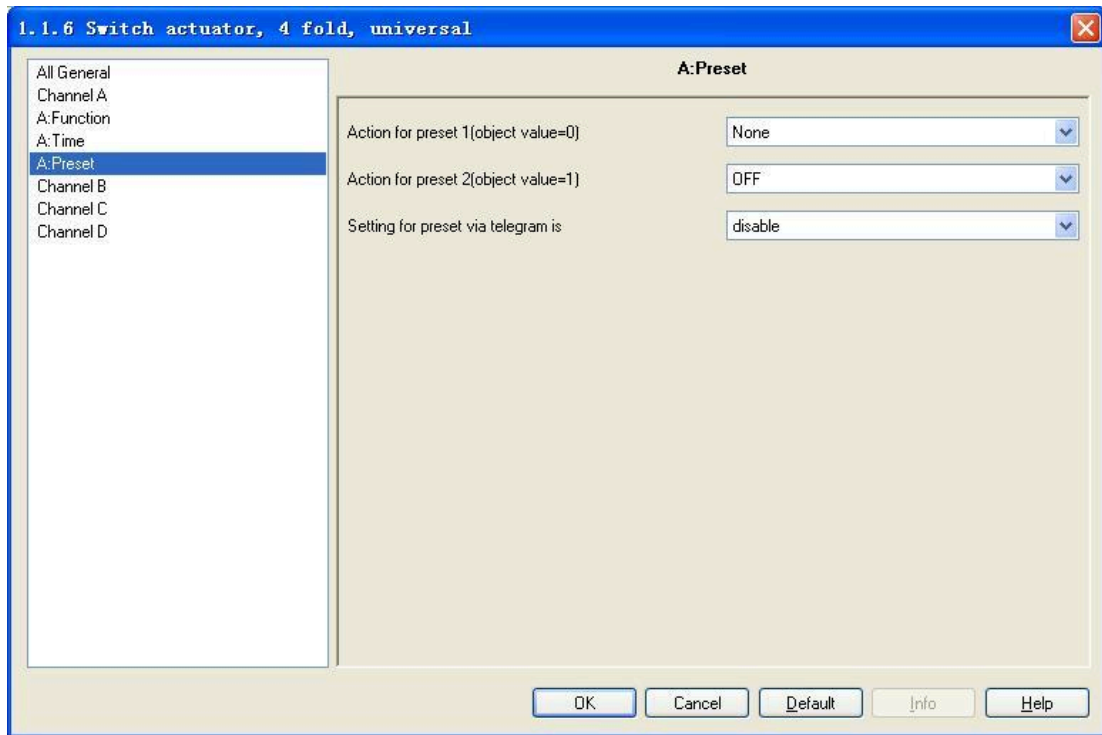 1.1.6 Switch actuator, 4 fold, universal
All General
Channel A
A:Function
A:Time
A:Preset
Channel B
Channel C
Channel D
A:Preset
Action for preset 1(object value=0) None
Action for preset 2(object value=1) OFF
Setting for preset via telegram is disable
OK Cancel Default Info Help